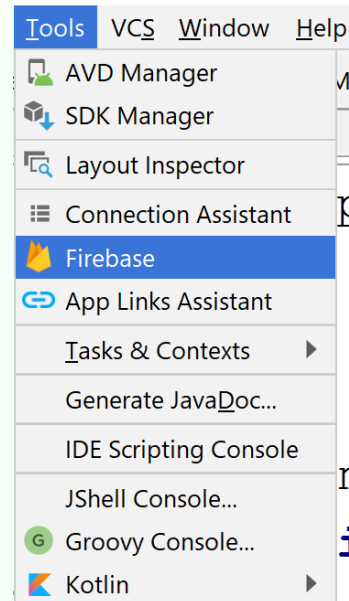 Tools VCS Window Help
AVD Manager
SDK Manager
Layout Inspector
Connection Assistant
Firebase
App Links Assistant
Tasks & Contexts
Generate JavaDoc...
IDE Scripting Console
JShell Console...
G Groovy Console...
Kotlin